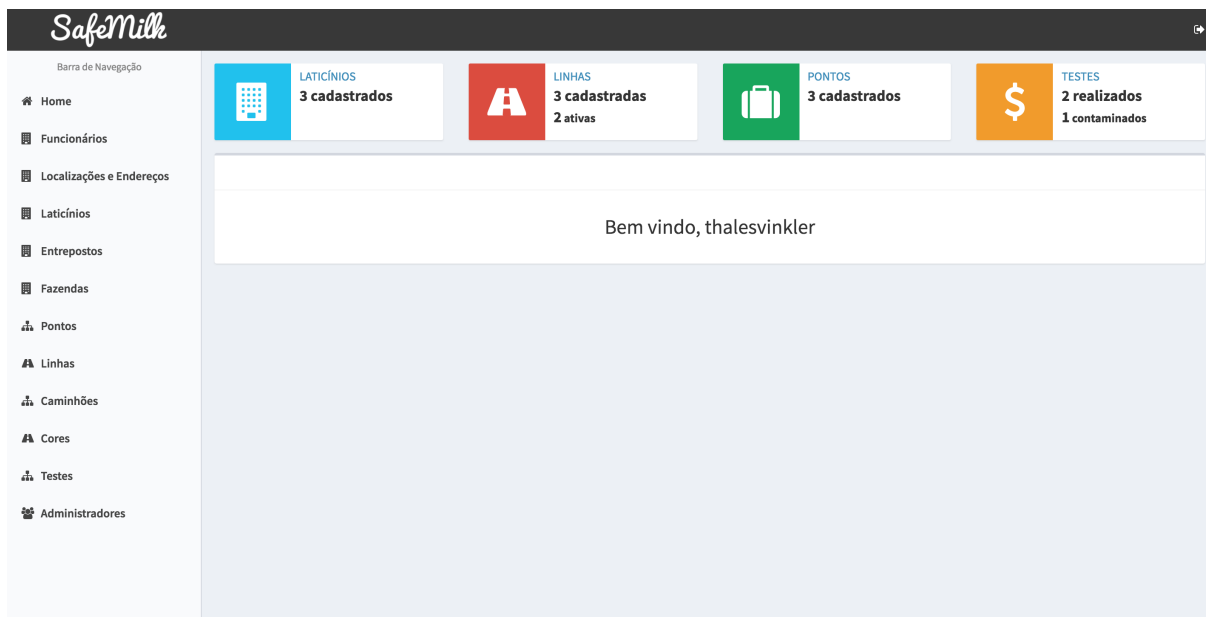 SafeMilk
Barra de Navegação
Home
Funcionários
Localizações e Endereços
Laticínios
Entrepostos
Fazendas
Pontos
Linhas
Caminhões
Cores
Testes
Administradores
LATICÍNIOS
3 cadastrados
LINHAS
3 cadastradas
2 ativas
PONTOS
3 cadastrados
TESTES
2 realizados
1 contaminados
Bem vindo, thalesvinkler